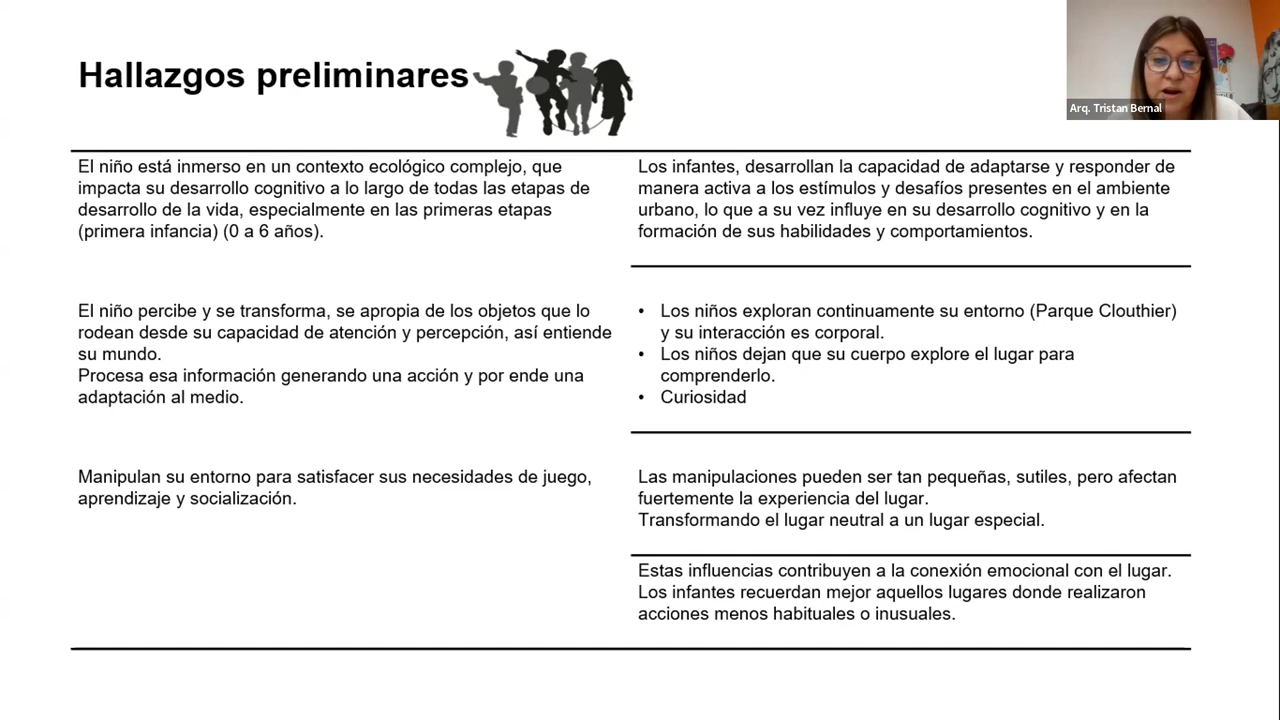 Hallazgos preliminares
Arq. Tristan Bernal
El niño está inmerso en un contexto ecológico complejo, que
impacta su desarrollo cognitivo a lo largo de todas las etapas de
desarrollo de la vida, especialmente en las primeras etapas
(primera infancia) (0 a 6 años).
Los infantes, desarrollan la capacidad de adaptarse y responder de
manera activa a los estímulos y desafíos presentes en el ambiente
urbano, lo que a su vez influye en su desarrollo cognitivo y en la
formación de sus habilidades y comportamientos.
El niño percibe y se transforma, se apropia de los objetos que lo
rodean desde su capacidad de atención y percepción, así entiende
su mundo.
Procesa esa información generando una acción y por ende una
adaptación al medio.
• Los niños exploran continuamente su entorno (Parque Clouthier)
y su interacción es corporal.
• Los niños dejan que su cuerpo explore el lugar para
comprenderlo.
• Curiosidad
Manipulan su entorno para satisfacer sus necesidades de juego,
aprendizaje y socialización.
Las manipulaciones pueden ser tan pequeñas, sutiles, pero afectan
fuertemente la experiencia del lugar.
Transformando el lugar neutral a un lugar especial.
Estas influencias contribuyen a la conexión emocional con el lugar.
Los infantes recuerdan mejor aquellos lugares donde realizaron
acciones menos habituales o inusuales.